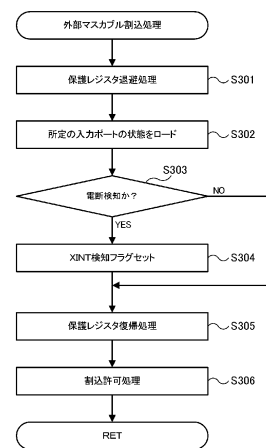 外部マスカブル割込処理
保護レジスタ退避処理
S301
所定の入力ポートの状態をロード
S302
S303
電断検知か？
NO
YES
XINT検知フラグセット
S304
保護レジスタ復帰処理
S305
割込許可処理
S306
RET